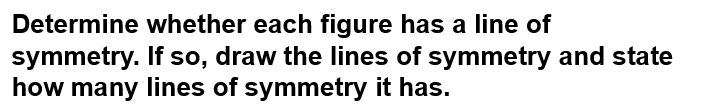 Determine whether each figure has a line of
symmetry. If so, draw the lines of symmetry and state
how many lines of symmetry it has.